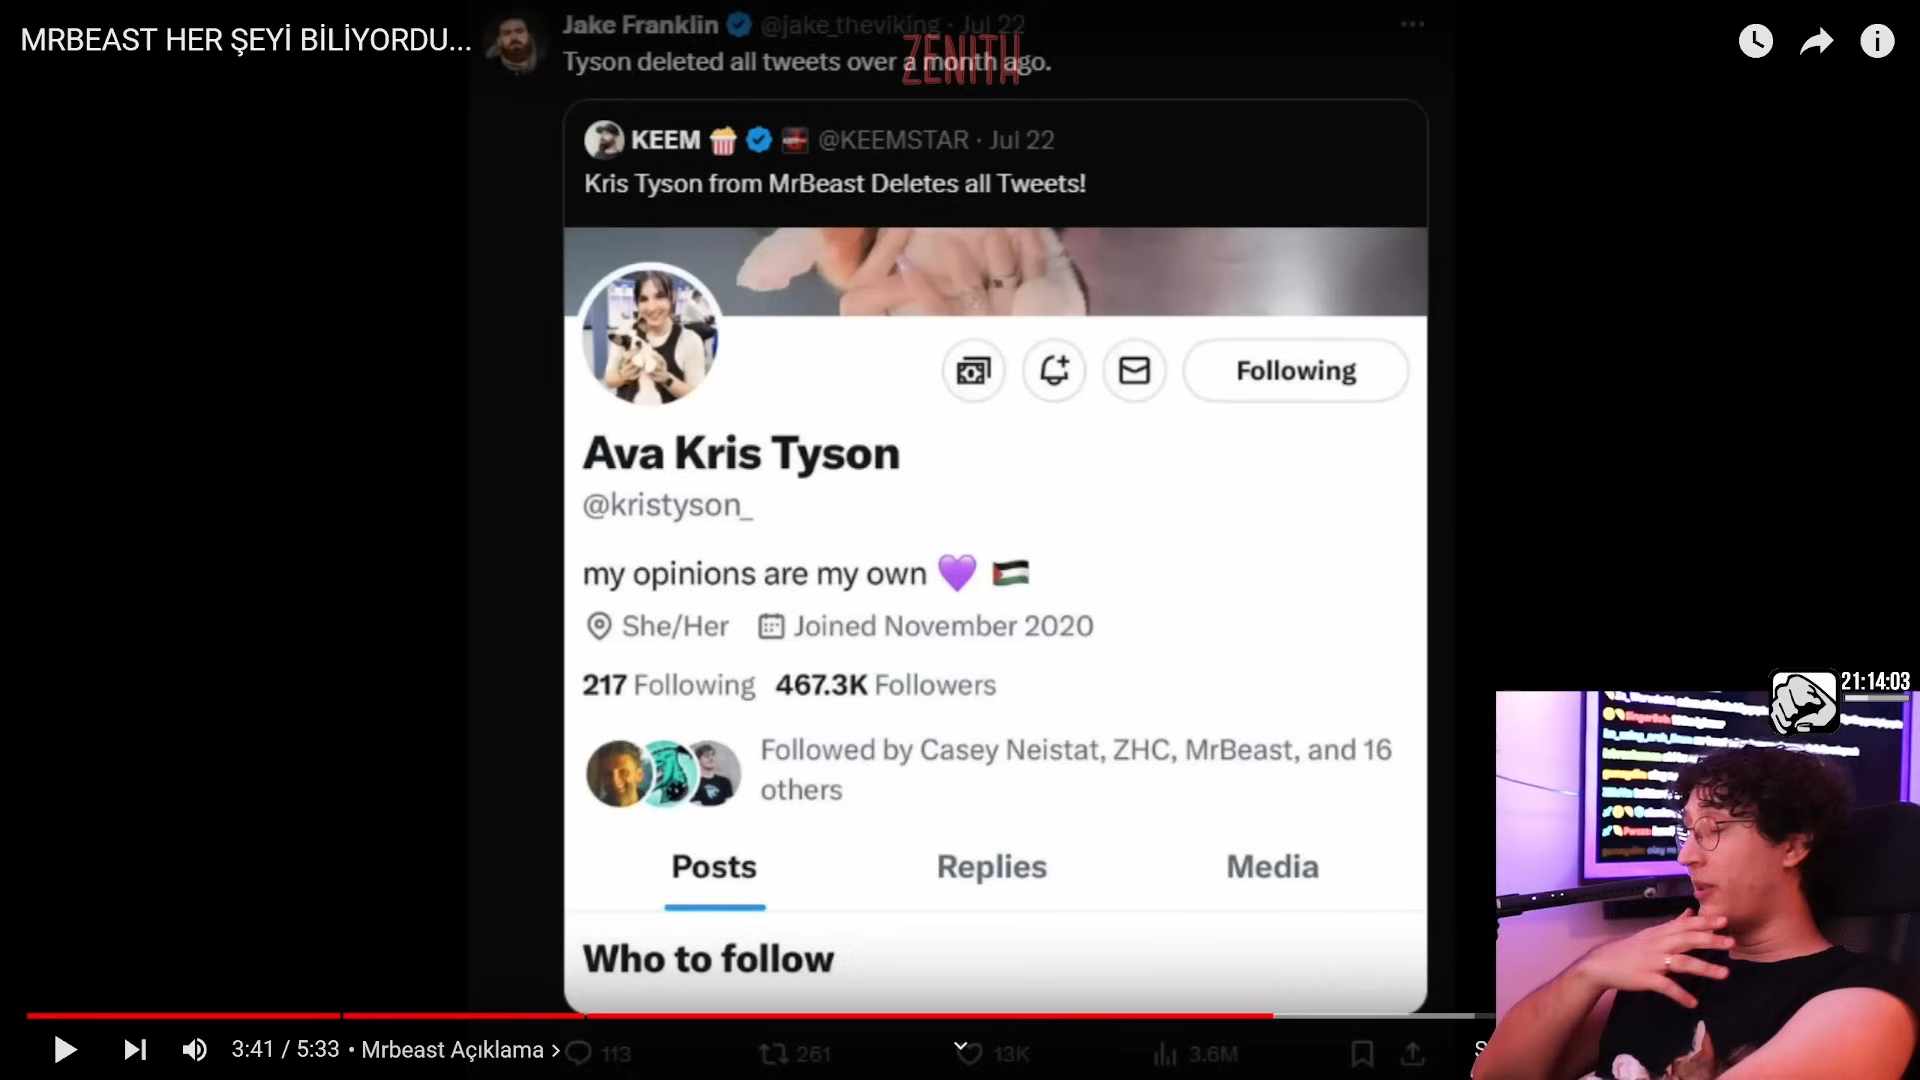 MRBEAST HER ŞEYİ BİLİYORDU...
Jake Franklin @jake_theviking · Jul 22
Tyson deleted all tweets over a month ago.
ZENITH
KEEM @KEEMSTAR · Jul 22
Kris Tyson from MrBeast Deletes all Tweets!
Following
Ava Kris Tyson
@kristyson_
my opinions are my own
She/Her Joined November 2020
217 Following 467.3K Followers
Followed by Casey Neistat, ZHC, MrBeast, and 16
others
Posts Replies Media
Who to follow
21:14:03
3:41 / 5:33 • Mrbeast Açıklama
113 261 13K 3.6M